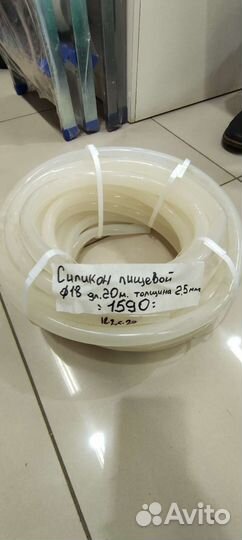 Силикон пищевой
ф18 дл.20м. толщина 2,5мм
:1590:
Avito